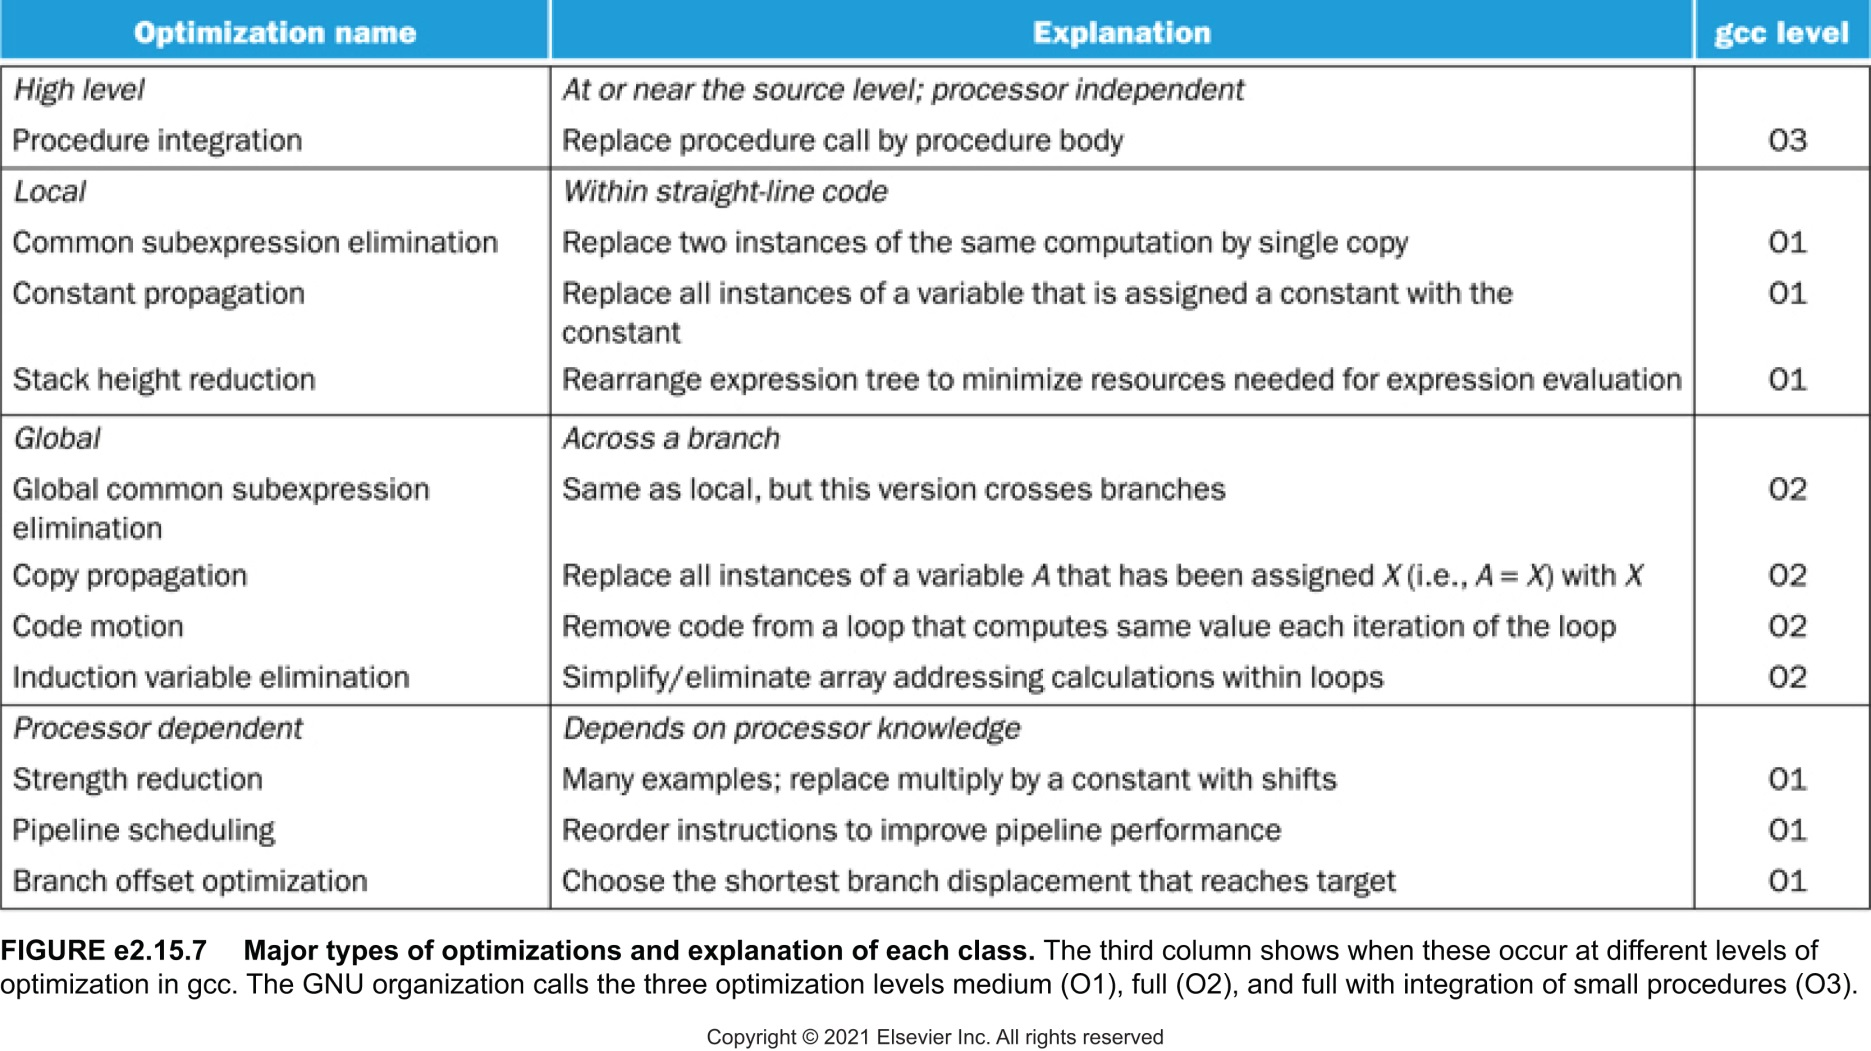 Optimization name Explanation gcc level
High level At or near the source level; processor independent
Procedure integration Replace procedure call by procedure body O3
Local Within straight-line code
Common subexpression elimination Replace two instances of the same computation by single copy O1
Constant propagation Replace all instances of a variable that is assigned a constant with the O1
constant
Stack height reduction Rearrange expression tree to minimize resources needed for expression evaluation O1
Global Across a branch
Global common subexpression Same as local, but this version crosses branches O2
elimination
Copy propagation Replace all instances of a variable A that has been assigned X (i.e., A = X) with X O2
Code motion Remove code from a loop that computes same value each iteration of the loop O2
Induction variable elimination Simplify/eliminate array addressing calculations within loops O2
Processor dependent Depends on processor knowledge
Strength reduction Many examples; replace multiply by a constant with shifts O1
Pipeline scheduling Reorder instructions to improve pipeline performance O1
Branch offset optimization Choose the shortest branch displacement that reaches target O1
FIGURE e2.15.7 Major types of optimizations and explanation of each class. The third column shows when these occur at different levels of
optimization in gcc. The GNU organization calls the three optimization levels medium (O1), full (O2), and full with integration of small procedures (O3).
Copyright © 2021 Elsevier Inc. All rights reserved